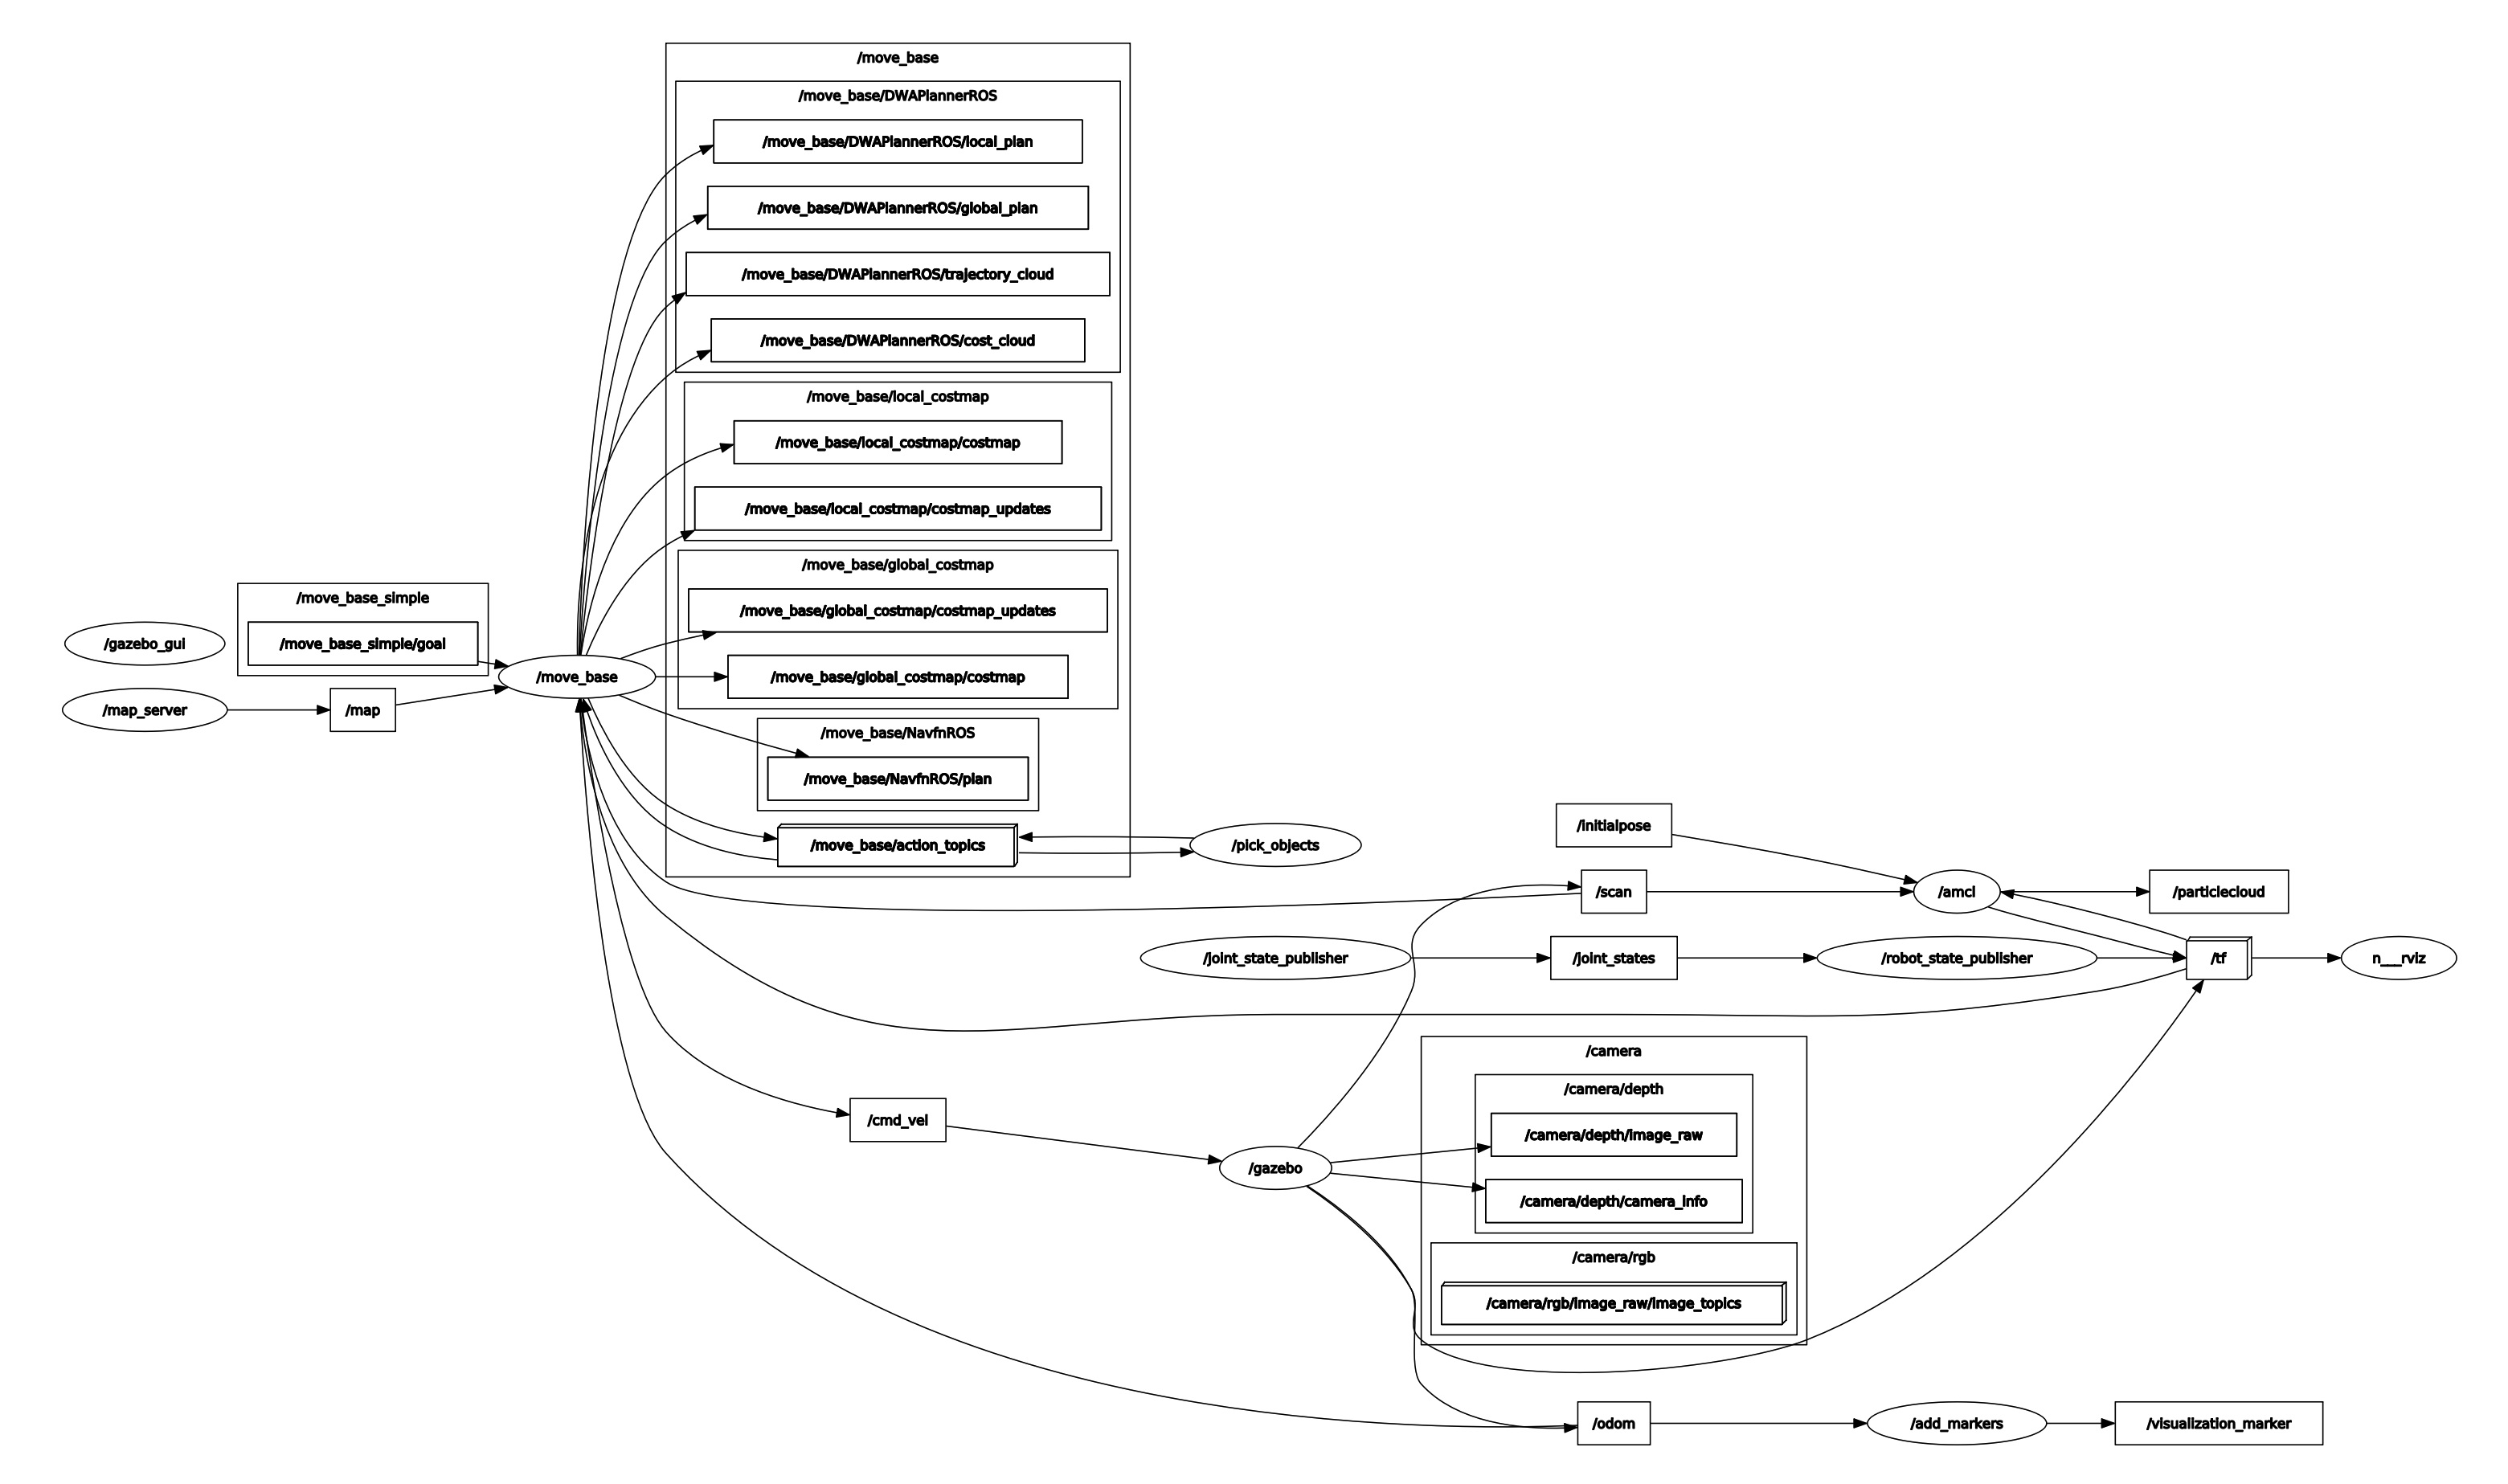 /move_base
/move_base/DWAPlannerROS
/move_base/DWAPlannerROS/local_plan
/move_base/DWAPlannerROS/global_plan
/move_base/DWAPlannerROS/trajectory_cloud
/move_base/DWAPlannerROS/cost_cloud
/move_base/local_costmap
/move_base/local_costmap/costmap
/move_base/local_costmap/costmap_updates
/move_base/global_costmap
/move_base/global_costmap/costmap_updates
/move_base/global_costmap/costmap
/move_base/NavfnROS
/move_base/NavfnROS/plan
/move_base/action_topics
/move_base_simple
/move_base_simple/goal
/gazebo_gui
/map_server
/map
/move_base
/pick_objects
/initialpose
/scan
/amcl
/particlecloud
/joint_state_publisher
/joint_states
/robot_state_publisher
/tf
n___rviz
/camera
/camera/depth
/camera/depth/image_raw
/camera/depth/camera_info
/camera/rgb
/camera/rgb/image_raw/image_topics
/cmd_vel
/gazebo
/odom
/add_markers
/visualization_marker